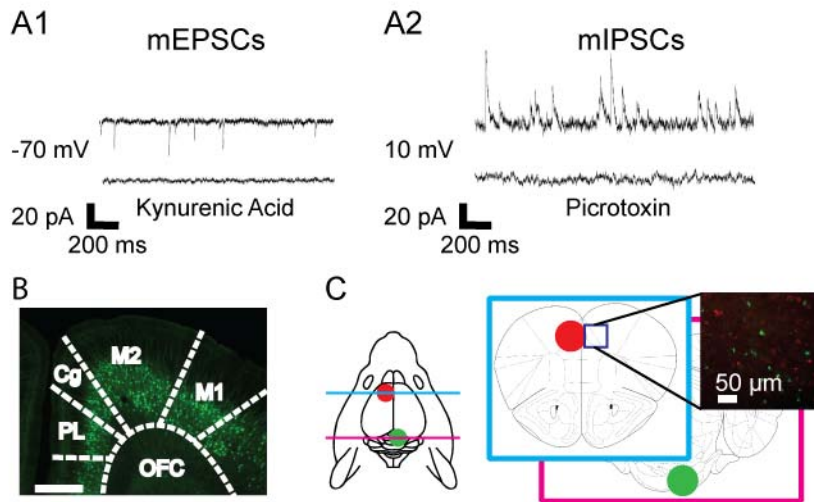 A1
mEPSCs
-70 mV
Kynurenic Acid
20 pA
200 ms
A2
mIPSCs
10 mV
Picrotoxin
20 pA
200 ms
B
M2
Cg
M1
PL
OFC
C
50 μm